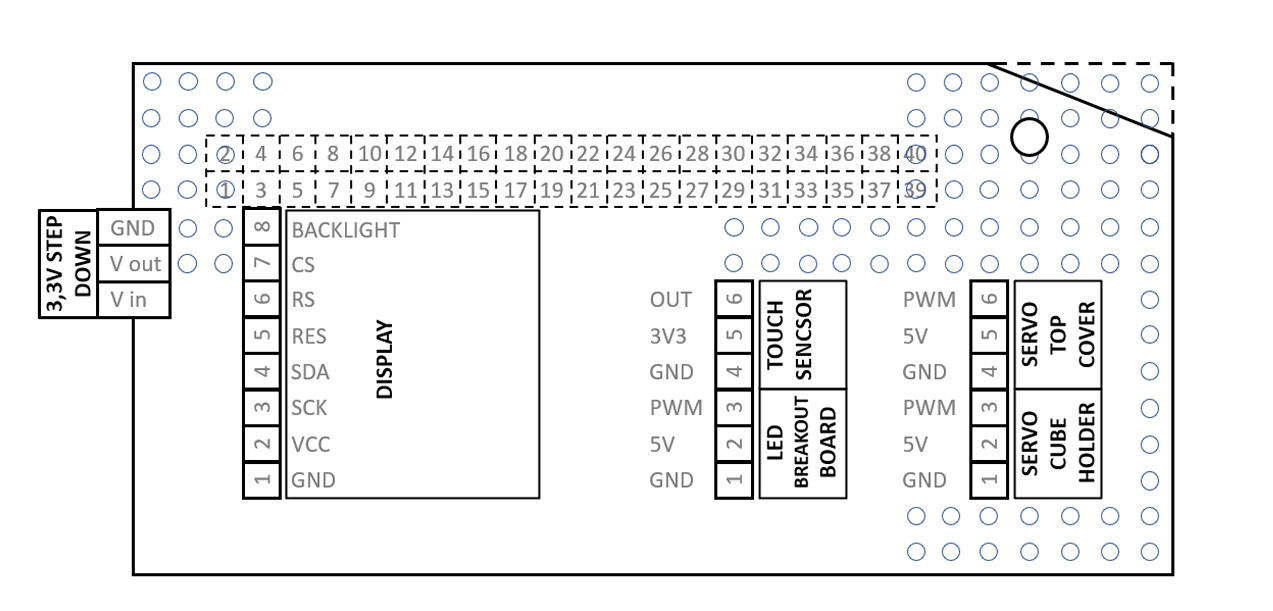 2 4 6 8 10 12 14 16 18 20 22 24 26 28 30 32 34 36 38 40
1 3 5 7 9 11 13 15 17 19 21 23 25 27 29 31 33 35 37 39
3,3V STEP
DOWN
GND
V out
V in
8 BACKLIGHT
7 CS
6 RS
5 RES
4 SDA
3 SCK
2 VCC
1 GND
DISPLAY
OUT 6
3V3 5
GND 4
PWM 3
5V 2
GND 1
TOUCH
SENCSOR
LED
BREAKOUT
BOARD
PWM 6
5V 5
GND 4
PWM 3
5V 2
GND 1
SERVO
TOP
COVER
SERVO
CUBE
HOLDER